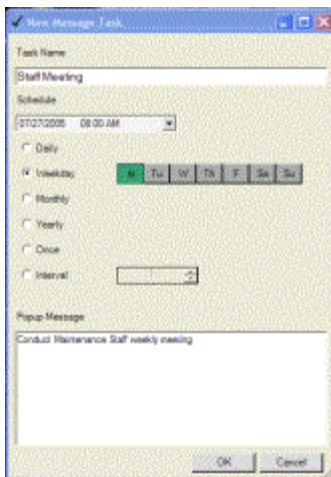 New Message Task
Task Name
Staff Meeting
Schedule
07/27/2005 08:00 AM
Daily
Weekday M Tu W Th F Sa Su
Monthly
Yearly
Once
Interval
Popup Message
Conduct Maintenance Staff weekly meeting
OK Cancel